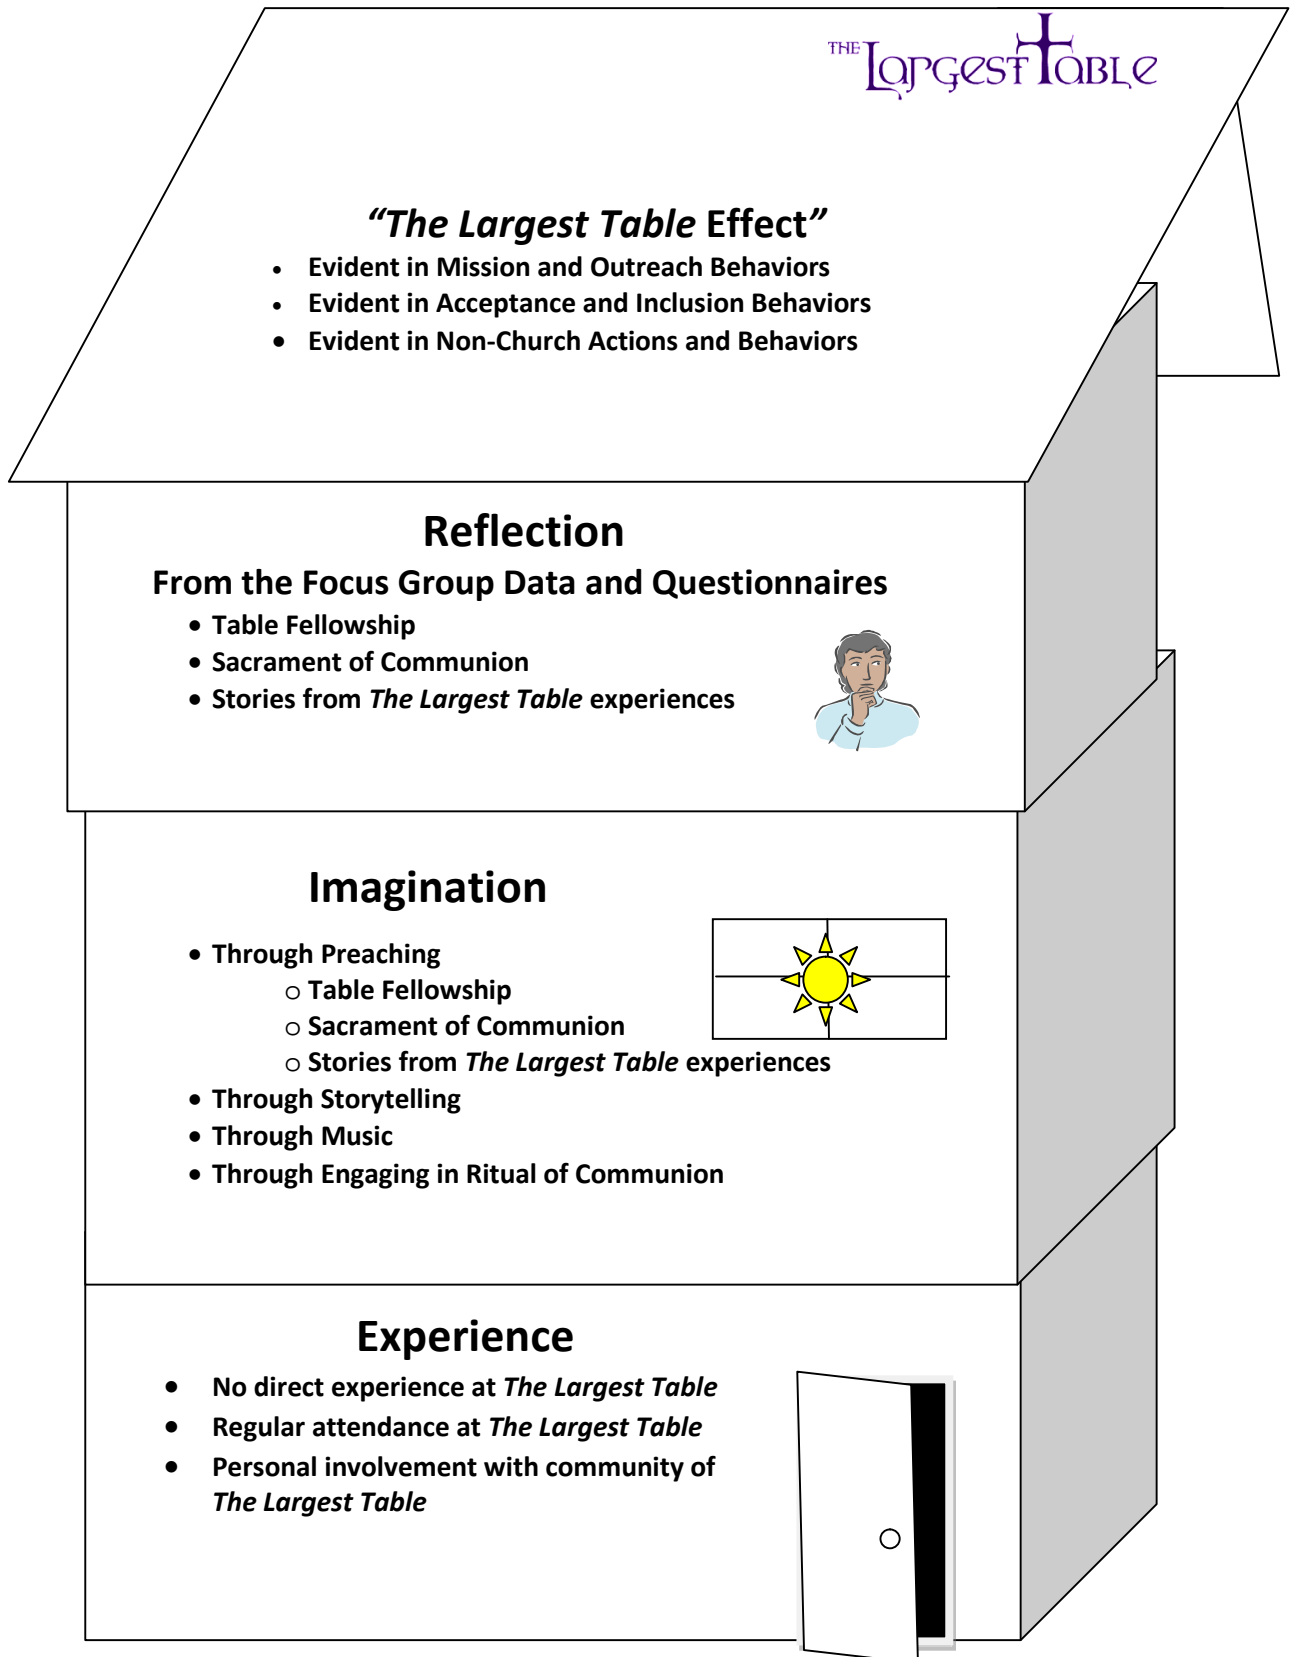 THE Largest Table
“The Largest Table Effect”
• Evident in Mission and Outreach Behaviors
• Evident in Acceptance and Inclusion Behaviors
• Evident in Non-Church Actions and Behaviors
Reflection
From the Focus Group Data and Questionnaires
• Table Fellowship
• Sacrament of Communion
• Stories from The Largest Table experiences
Imagination
• Through Preaching
o Table Fellowship
o Sacrament of Communion
o Stories from The Largest Table experiences
• Through Storytelling
• Through Music
• Through Engaging in Ritual of Communion
Experience
• No direct experience at The Largest Table
• Regular attendance at The Largest Table
• Personal involvement with community of
The Largest Table